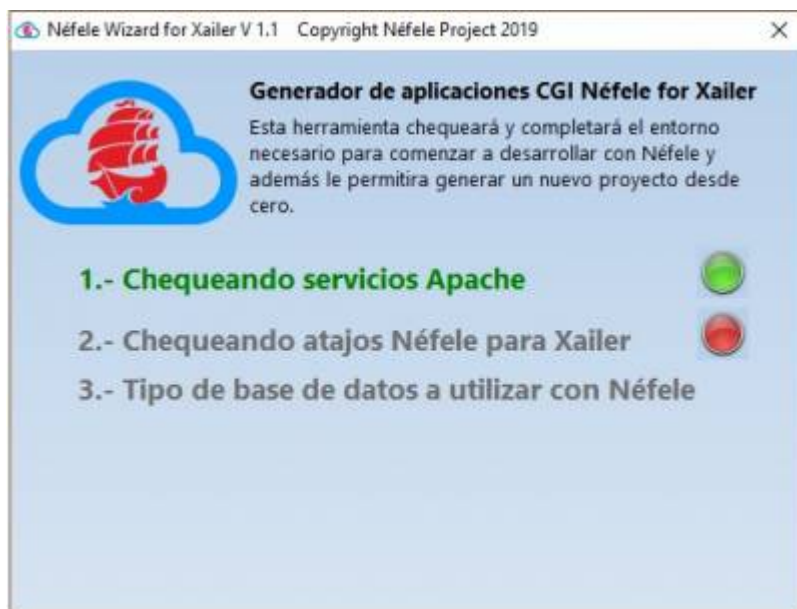 Néfele Wizard for Xailer V 1.1 Copyright Néfele Project 2019
Generador de aplicaciones CGI Néfele for Xailer
Esta herramienta chequeará y completará el entorno
necesario para comenzar a desarrollar con Néfele y
además le permitira generar un nuevo proyecto desde
cero.
1.- Chequeando servicios Apache
2.- Chequeando atajos Néfele para Xailer
3.- Tipo de base de datos a utilizar con Néfele